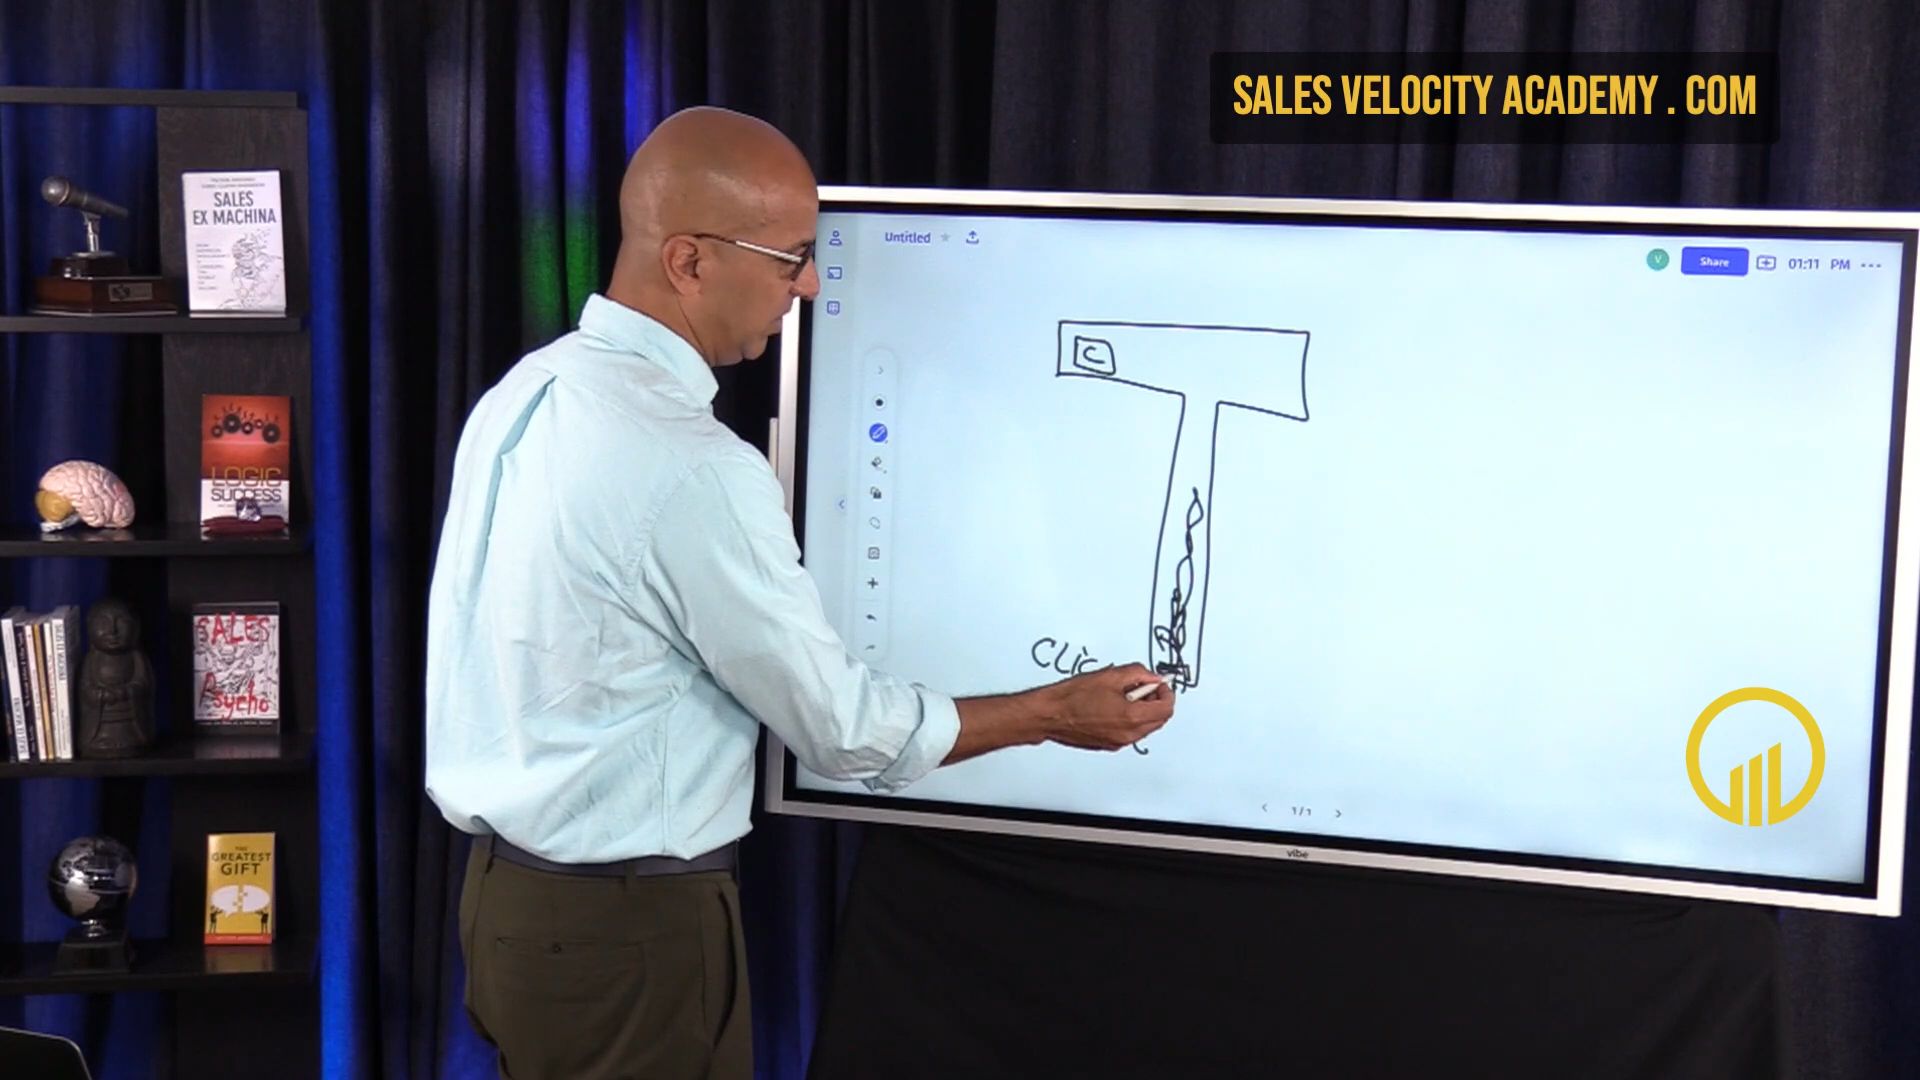 SALES VELOCITY ACADEMY . COM
SALES
EX MACHINA
Untitled
V
Share
01:11 PM
C
LOGIC
SUCCESS
SALES
Psycho
THE
GREATEST
GIFT
1/1
vibe